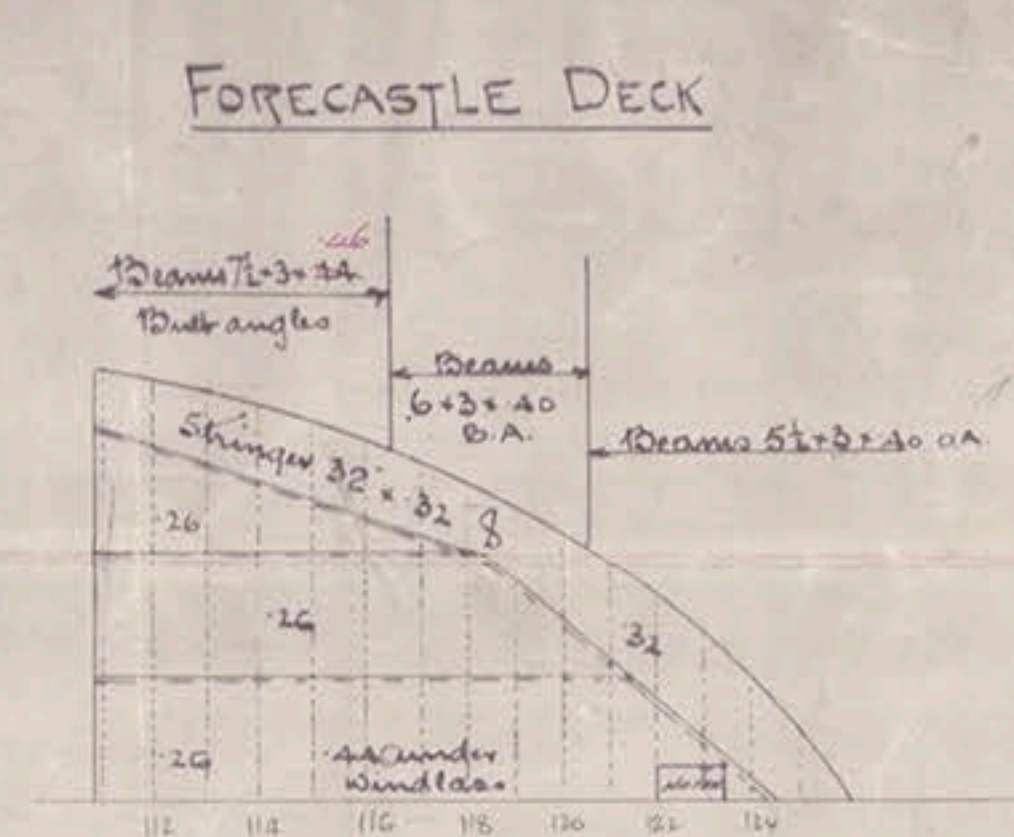 FORECASTLE DECK
.46
Beams 7½ × 3 × .44
Bulb angles
Beams
6 × 3 × .40
B.A.
Beams 5½ × 3 × .40 O.A.
Stringer 32" × .32
8
.26
.26
32
.26
.44 under
windlass
112 114 116 118 120 122 124